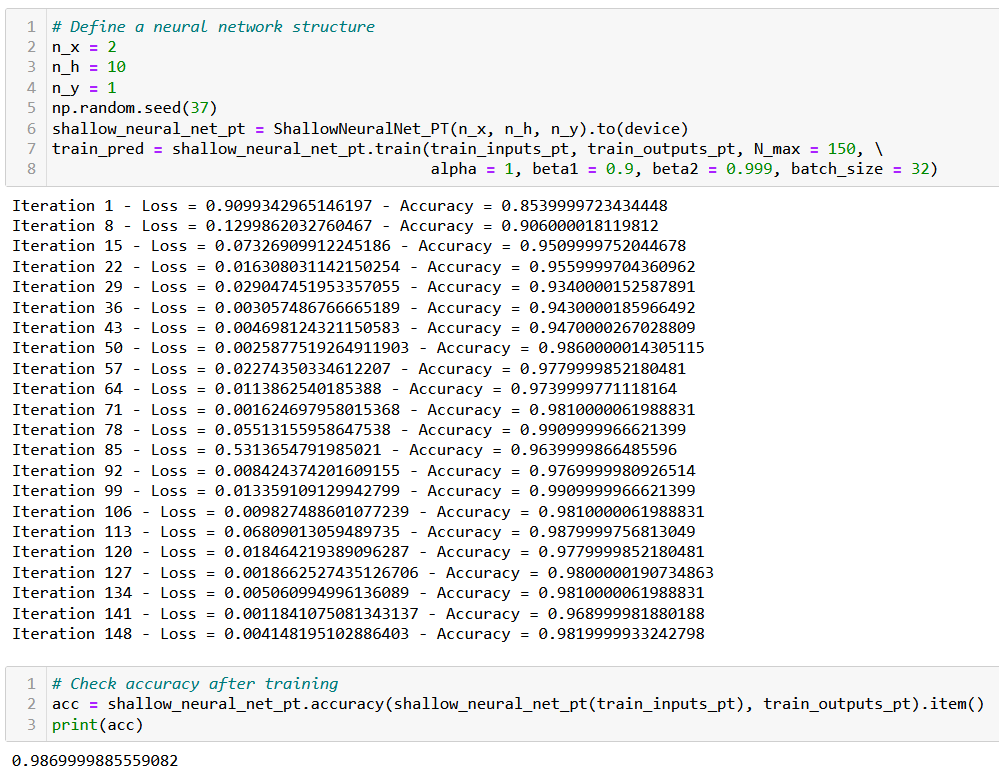 1 # Define a neural network structure
2 n_x = 2
3 n_h = 10
4 n_y = 1
5 np.random.seed(37)
6 shallow_neural_net_pt = ShallowNeuralNet_PT(n_x, n_h, n_y).to(device)
7 train_pred = shallow_neural_net_pt.train(train_inputs_pt, train_outputs_pt, N_max = 150, \
8 alpha = 1, beta1 = 0.9, beta2 = 0.999, batch_size = 32)
Iteration 1 - Loss = 0.9099342965146197 - Accuracy = 0.8539999723434448
Iteration 8 - Loss = 0.1299862032760467 - Accuracy = 0.906000018119812
Iteration 15 - Loss = 0.07326909912245186 - Accuracy = 0.9509999752044678
Iteration 22 - Loss = 0.016308031142150254 - Accuracy = 0.9559999704360962
Iteration 29 - Loss = 0.029047451953357055 - Accuracy = 0.9340000152587891
Iteration 36 - Loss = 0.003057486766665189 - Accuracy = 0.9430000185966492
Iteration 43 - Loss = 0.004698124321150583 - Accuracy = 0.9470000267028809
Iteration 50 - Loss = 0.0025877519264911903 - Accuracy = 0.9860000014305115
Iteration 57 - Loss = 0.02274350334612207 - Accuracy = 0.9779999852180481
Iteration 64 - Loss = 0.0113862540185388 - Accuracy = 0.9739999771118164
Iteration 71 - Loss = 0.001624697958015368 - Accuracy = 0.9810000061988831
Iteration 78 - Loss = 0.05513155958647538 - Accuracy = 0.9909999966621399
Iteration 85 - Loss = 0.5313654791985021 - Accuracy = 0.9639999866485596
Iteration 92 - Loss = 0.008424374201609155 - Accuracy = 0.9769999980926514
Iteration 99 - Loss = 0.013359109129942799 - Accuracy = 0.9909999966621399
Iteration 106 - Loss = 0.009827488601077239 - Accuracy = 0.9810000061988831
Iteration 113 - Loss = 0.06809013059489735 - Accuracy = 0.9879999756813049
Iteration 120 - Loss = 0.018464219389096287 - Accuracy = 0.9779999852180481
Iteration 127 - Loss = 0.0018662527435126706 - Accuracy = 0.9800000190734863
Iteration 134 - Loss = 0.005060994996136089 - Accuracy = 0.9810000061988831
Iteration 141 - Loss = 0.0011841075081343137 - Accuracy = 0.968999981880188
Iteration 148 - Loss = 0.004148195102886403 - Accuracy = 0.9819999933242798
1 # Check accuracy after training
2 acc = shallow_neural_net_pt.accuracy(shallow_neural_net_pt(train_inputs_pt), train_outputs_pt).item()
3 print(acc)
0.9869999885559082